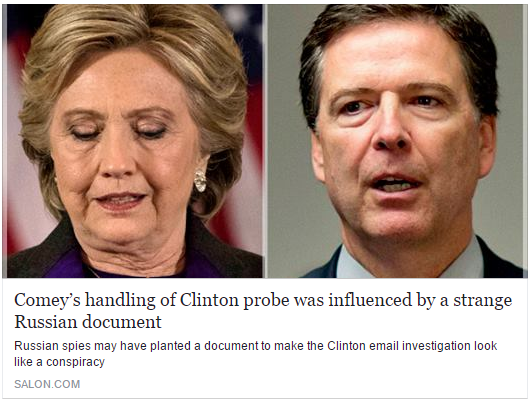 Comey’s handling of Clinton probe was influenced by a strange
Russian document
Russian spies may have planted a document to make the Clinton email investigation look
like a conspiracy
SALON.COM